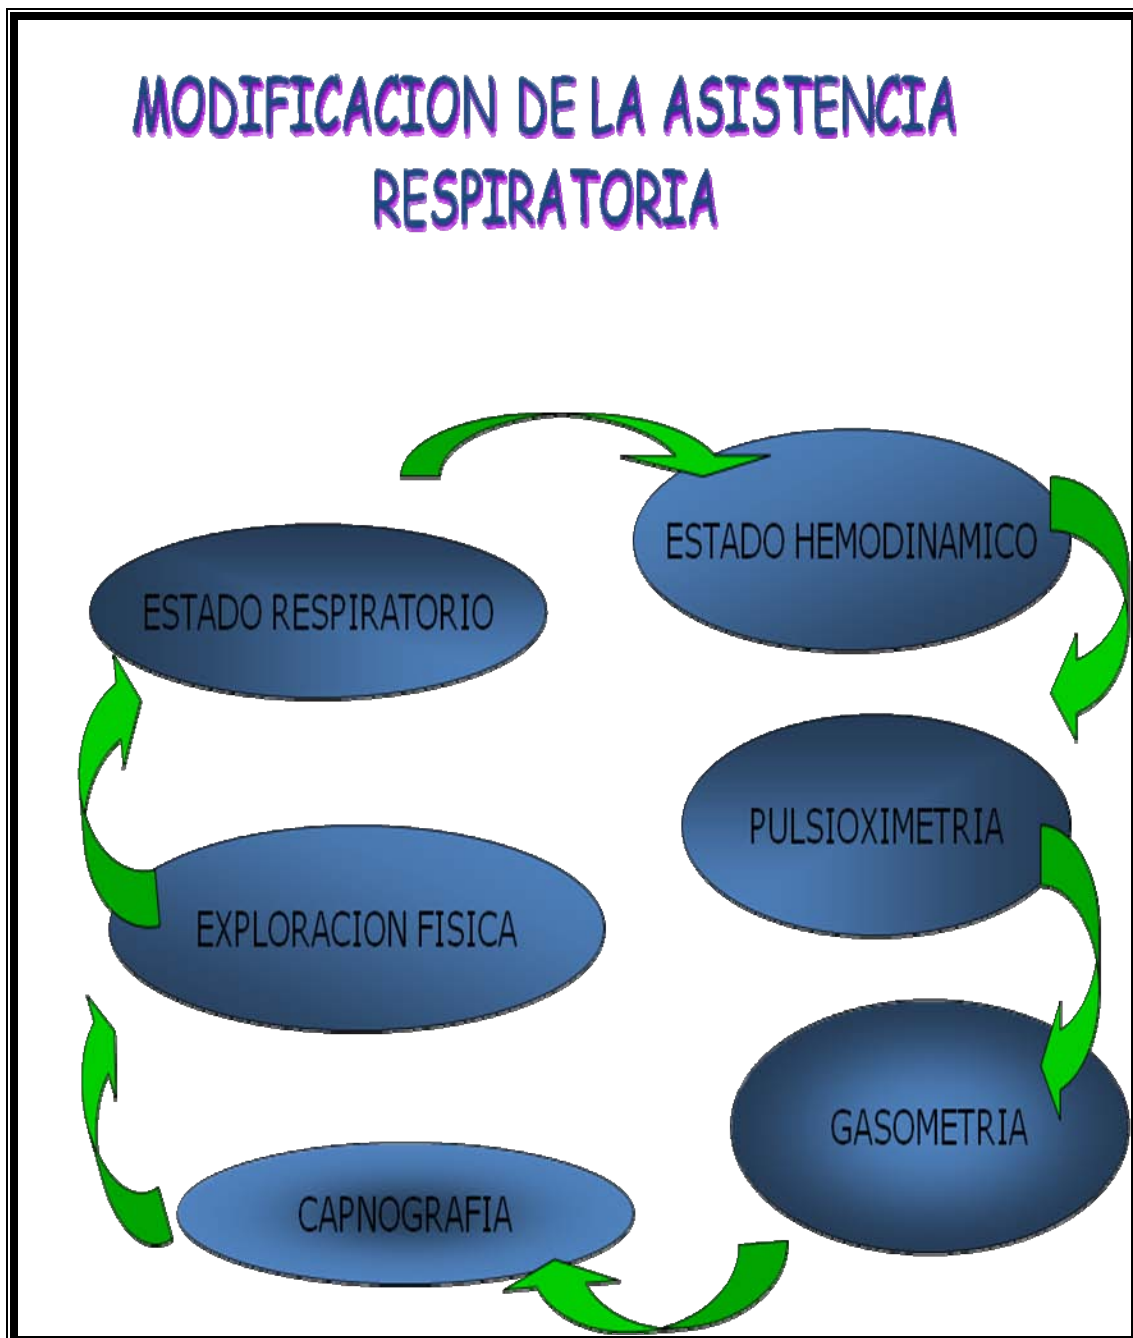 MODIFICACION DE LA ASISTENCIA
RESPIRATORIA
ESTADO HEMODINAMICO
ESTADO RESPIRATORIO
PULSIOXIMETRIA
EXPLORACION FISICA
GASOMETRIA
CAPNOGRAFIA